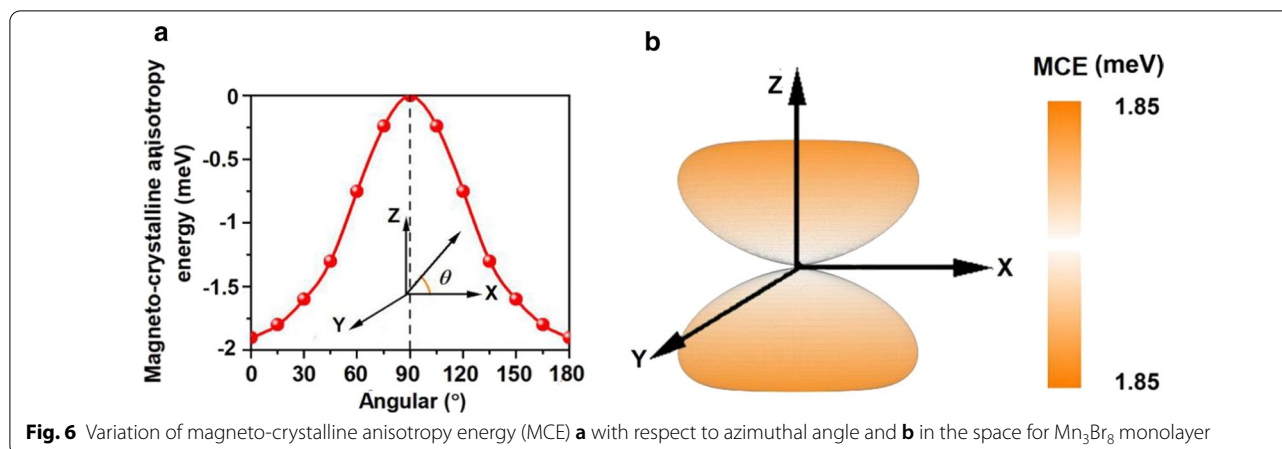 a
Magneto-crystalline anisotropy
energy (meV)
0
-0.5
-1
-1.5
-2
0 30 60 90 120 150 180
Angular (°)
Z
θ
X
Y
b
Z
X
Y
MCE (meV)
1.85
1.85
Fig. 6 Variation of magneto-crystalline anisotropy energy (MCE) a with respect to azimuthal angle and b in the space for Mn₃Br₈ monolayer